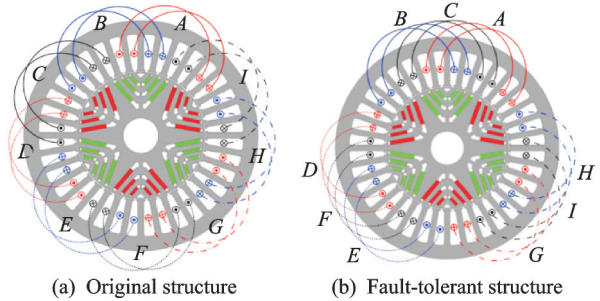 B A
C I
D H
E F G
(a) Original structure
C
B A
D H
F I
E G
(b) Fault-tolerant structure